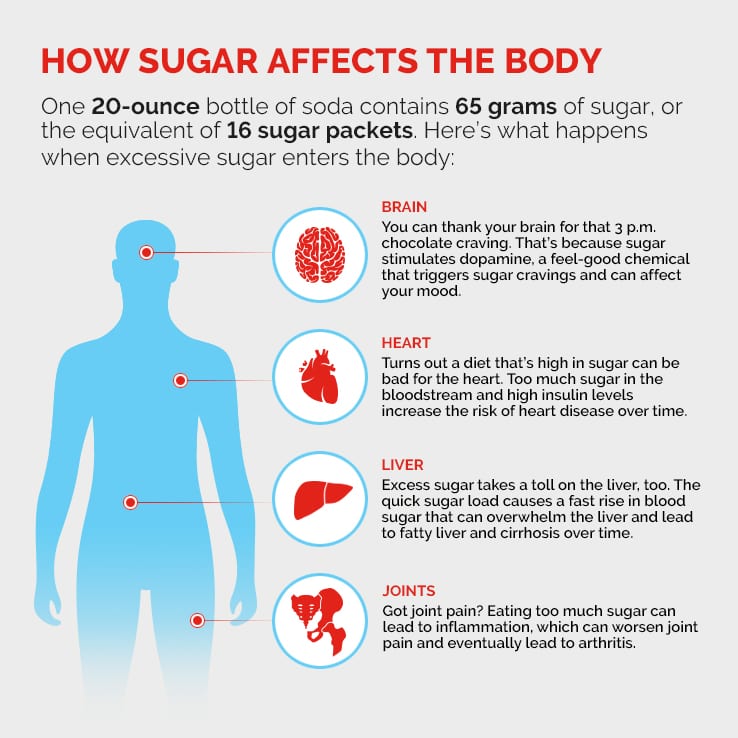 HOW SUGAR AFFECTS THE BODY
One 20-ounce bottle of soda contains 65 grams of sugar, or
the equivalent of 16 sugar packets. Here's what happens
when excessive sugar enters the body:
BRAIN
You can thank your brain for that 3 p.m.
chocolate craving. That's because sugar
stimulates dopamine, a feel-good chemical
that triggers sugar cravings and can affect
your mood.
HEART
Turns out a diet that's high in sugar can be
bad for the heart. Too much sugar in the
bloodstream and high insulin levels
increase the risk of heart disease over time.
LIVER
Excess sugar takes a toll on the liver, too. The
quick sugar load causes a fast rise in blood
sugar that can overwhelm the liver and lead
to fatty liver and cirrhosis over time.
JOINTS
Got joint pain? Eating too much sugar can
lead to inflammation, which can worsen joint
pain and eventually lead to arthritis.